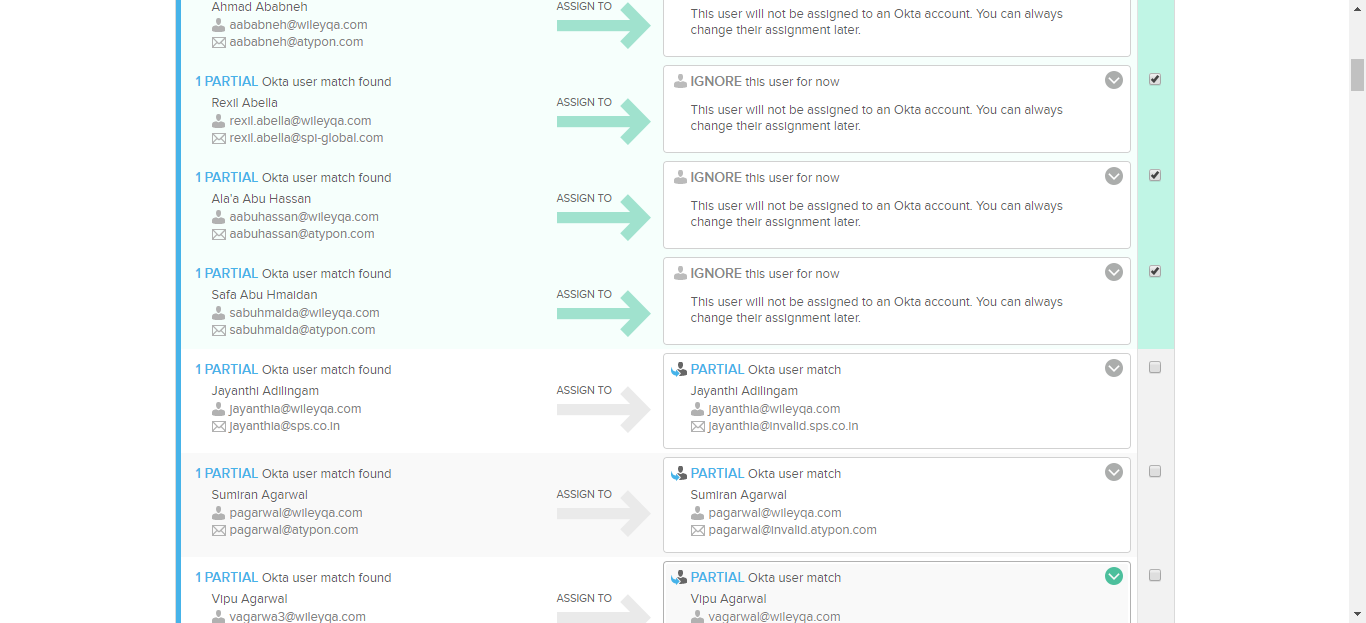 Ahmad Ababneh
aababneh@wileyqa.com
aababneh@atypon.com
ASSIGN TO
This user will not be assigned to an Okta account. You can always
change their assignment later.
1 PARTIAL Okta user match found
Rexil Abella
rexil.abella@wileyqa.com
rexil.abella@spi-global.com
ASSIGN TO
IGNORE this user for now
This user will not be assigned to an Okta account. You can always
change their assignment later.
1 PARTIAL Okta user match found
Ala'a Abu Hassan
aabuhassan@wileyqa.com
aabuhassan@atypon.com
ASSIGN TO
IGNORE this user for now
This user will not be assigned to an Okta account. You can always
change their assignment later.
1 PARTIAL Okta user match found
Safa Abu Hmaidan
sabuhmaida@wileyqa.com
sabuhmaida@atypon.com
ASSIGN TO
IGNORE this user for now
This user will not be assigned to an Okta account. You can always
change their assignment later.
1 PARTIAL Okta user match found
Jayanthi Adilingam
jayanthia@wileyqa.com
jayanthia@sps.co.in
ASSIGN TO
PARTIAL Okta user match
Jayanthi Adilingam
jayanthia@wileyqa.com
jayanthia@invalid.sps.co.in
1 PARTIAL Okta user match found
Sumiran Agarwal
pagarwal@wileyqa.com
pagarwal@atypon.com
ASSIGN TO
PARTIAL Okta user match
Sumiran Agarwal
pagarwal@wileyqa.com
pagarwal@invalid.atypon.com
1 PARTIAL Okta user match found
Vipu Agarwal
vagarwa3@wileyqa.com
ASSIGN TO
PARTIAL Okta user match
Vipu Agarwal
vagarwal@wileyqa.com